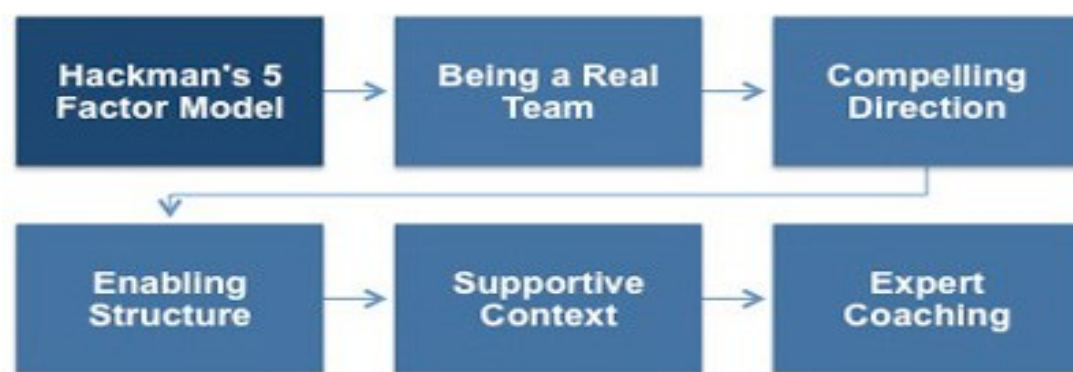 Hackman's 5
Factor Model
Being a Real
Team
Compelling
Direction
Enabling
Structure
Supportive
Context
Expert
Coaching